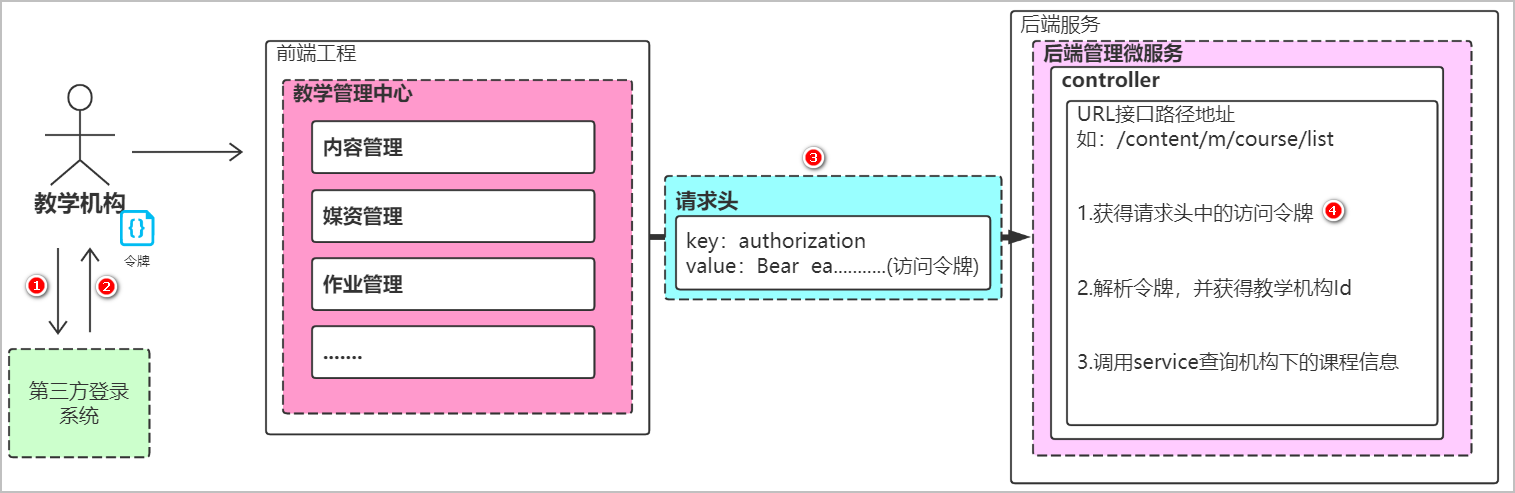 教学机构
{}
令牌
1
2
第三方登录
系统
前端工程
教学管理中心
内容管理
媒资管理
作业管理
.......
3
请求头
key：authorization
value：Bear ea...........(访问令牌)
后端服务
后端管理微服务
controller
URL接口路径地址
如：/content/m/course/list
1.获得请求头中的访问令牌 4
2.解析令牌，并获得教学机构Id
3.调用service查询机构下的课程信息